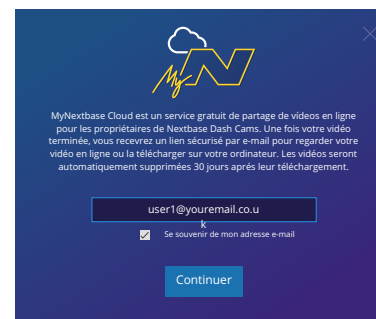 My N
MyNextbase Cloud est un service gratuit de partage de vídeos en ligne
pour les propriétaires de Nextbase Dash Cams. Une fois votre vidéo
terminée, vous recevrez un lien sécurisé par e-mail pour regarder votre
vidéo en ligne ou la télécharger sur votre ordinateur. Les vidéos seront
automatiquement supprimées 30 jours aprés leur téléchargement.
user1@youremail.co.u
k
Se souvenir de mon adresse e-mail
Continuer